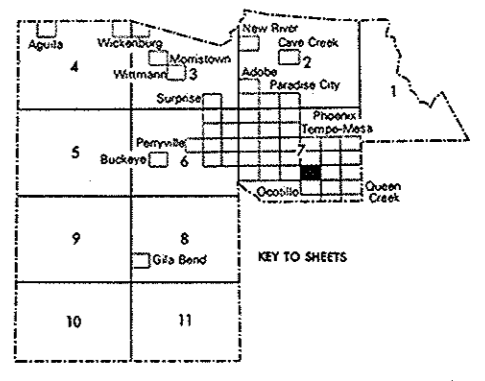 New River
Aguila
Wickenburg
Cave Creek
Morristown
2
4
Wittmann
3
Adobe
1
Surprise
Paradise City
Phoenix
Tempe-Mesa
5
Perryville
7
Buckeye
6
Ocotillo
Queen
Creek
9
8
Gila Bend
KEY TO SHEETS
10
11